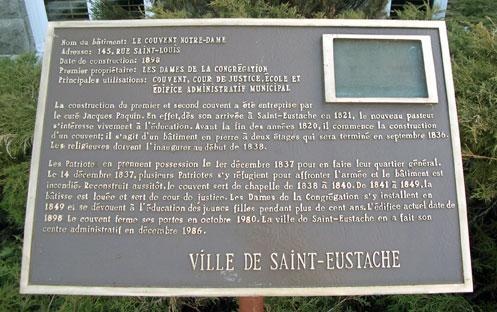 Nom du bâtiment: LE COUVENT NOTRE-DAME
Adresse: 145, RUE SAINT-LOUIS
Date de construction: 1898
Premier propriétaire: LES DAMES DE LA CONGRÉGATION
Principales utilisations: COUVENT, COUR DE JUSTICE, ÉCOLE ET
ÉDIFICE ADMINISTRATIF MUNICIPAL
La construction du premier et second couvent a été entreprise par
le curé Jacques Paquin. En effet, dès son arrivée à Saint-Eustache en 1821, le nouveau pasteur
s'intéresse vivement à l'éducation. Avant la fin des années 1820, il commence la construction
d'un couvent; il s'agit d'un bâtiment en pierre à deux étages qui sera terminé en septembre 1836.
Les religieuses doivent l'inaugurer au début de 1838.
Les Patriote en prennent possession le 1er décembre 1837 pour en faire leur quartier général.
Le 14 décembre 1837, plusieurs Patriotes s'y réfugient pour affronter l'armée et le bâtiment est
incendié. Reconstruit aussitôt, le couvent sert de chapelle de 1838 à 1840. De 1841 à 1849, la
bâtisse est louée et sert de cour de justice. Les Dames de la Congrégation s'y installent en
1849 et se dévouent à l'éducation des jeunes filles pendant plus de cent ans. L'édifice actuel date de
1898 Le couvent ferme ses portes en octobre 1980. La ville de Saint-Eustache en a fait son
centre administratif en décembre 1986.
VILLE DE SAINT-EUSTACHE